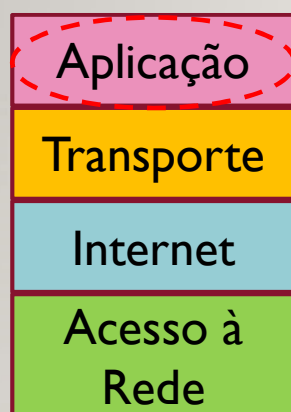 Aplicação
Transporte
Internet
Acesso à
Rede